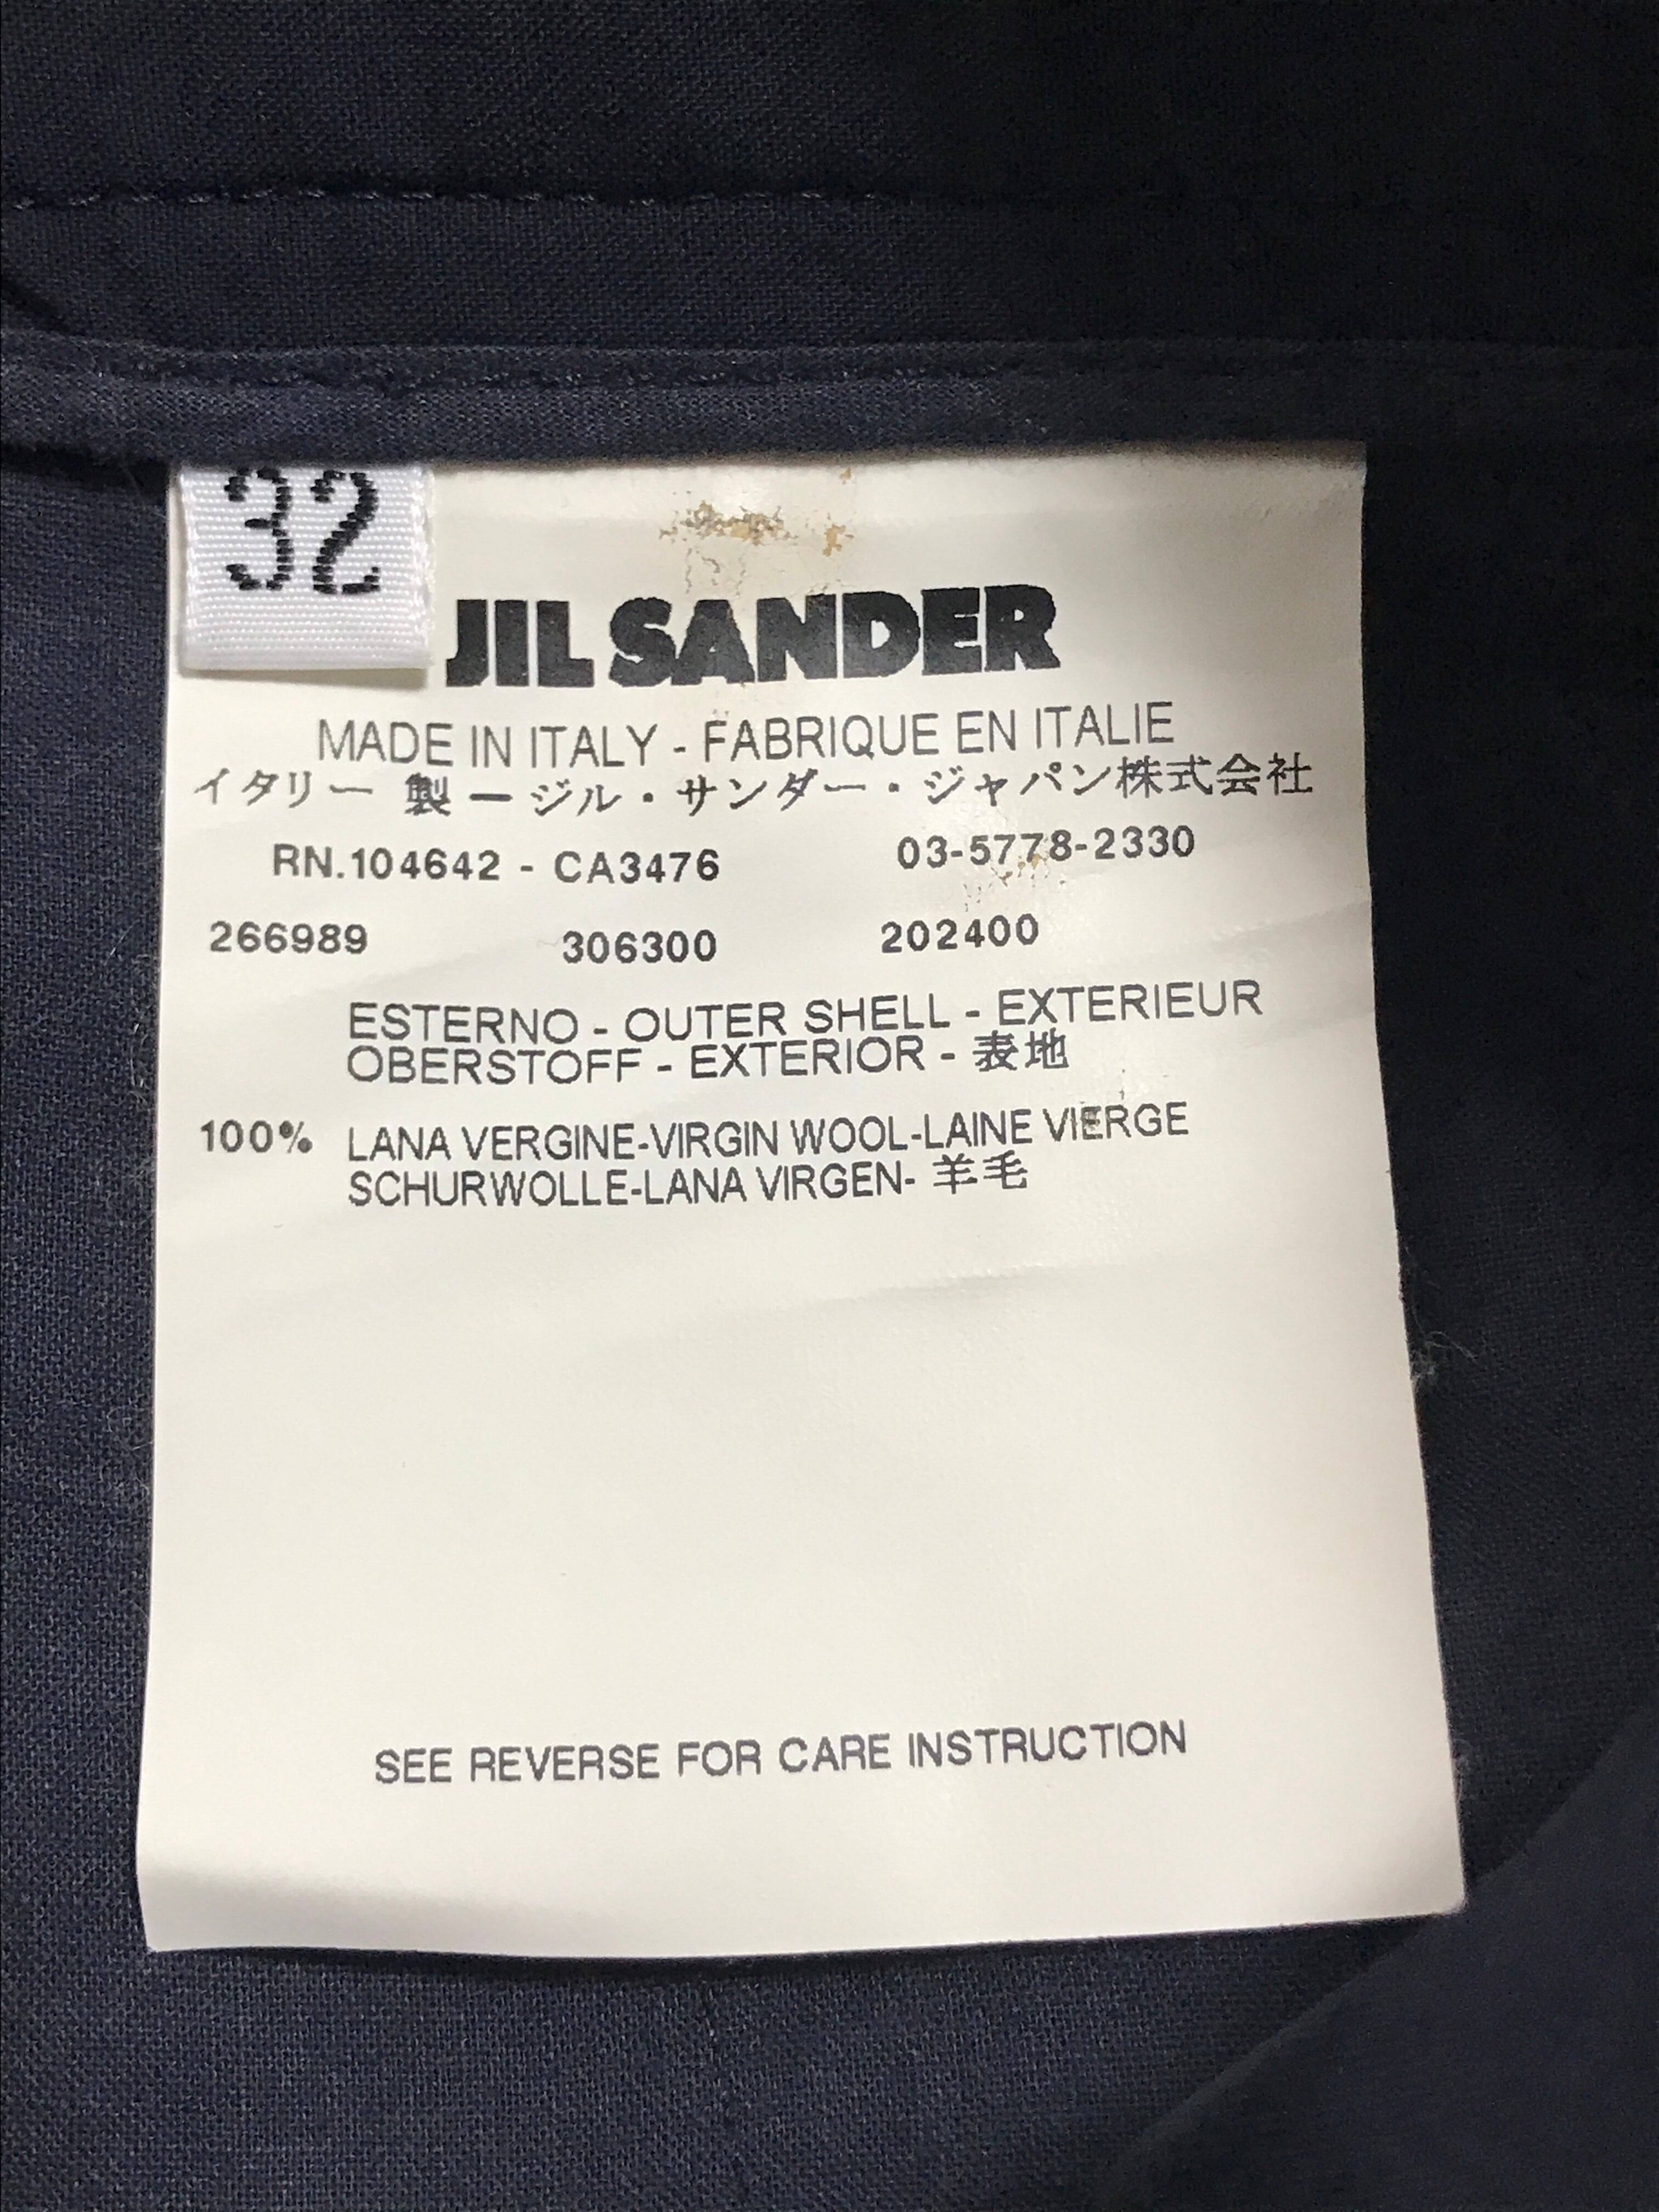 32
JIL SANDER
MADE IN ITALY - FABRIQUE EN ITALIE
イタリー 製 ー ジル・サンダー・ジャパン株式会社
RN.104642 - CA3476 03-5778-2330
266989 306300 202400
ESTERNO - OUTER SHELL - EXTERIEUR
OBERSTOFF - EXTERIOR - 表地
100% LANA VERGINE-VIRGIN WOOL-LAINE VIERGE
SCHURWOLLE-LANA VIRGEN- 羊毛
SEE REVERSE FOR CARE INSTRUCTION